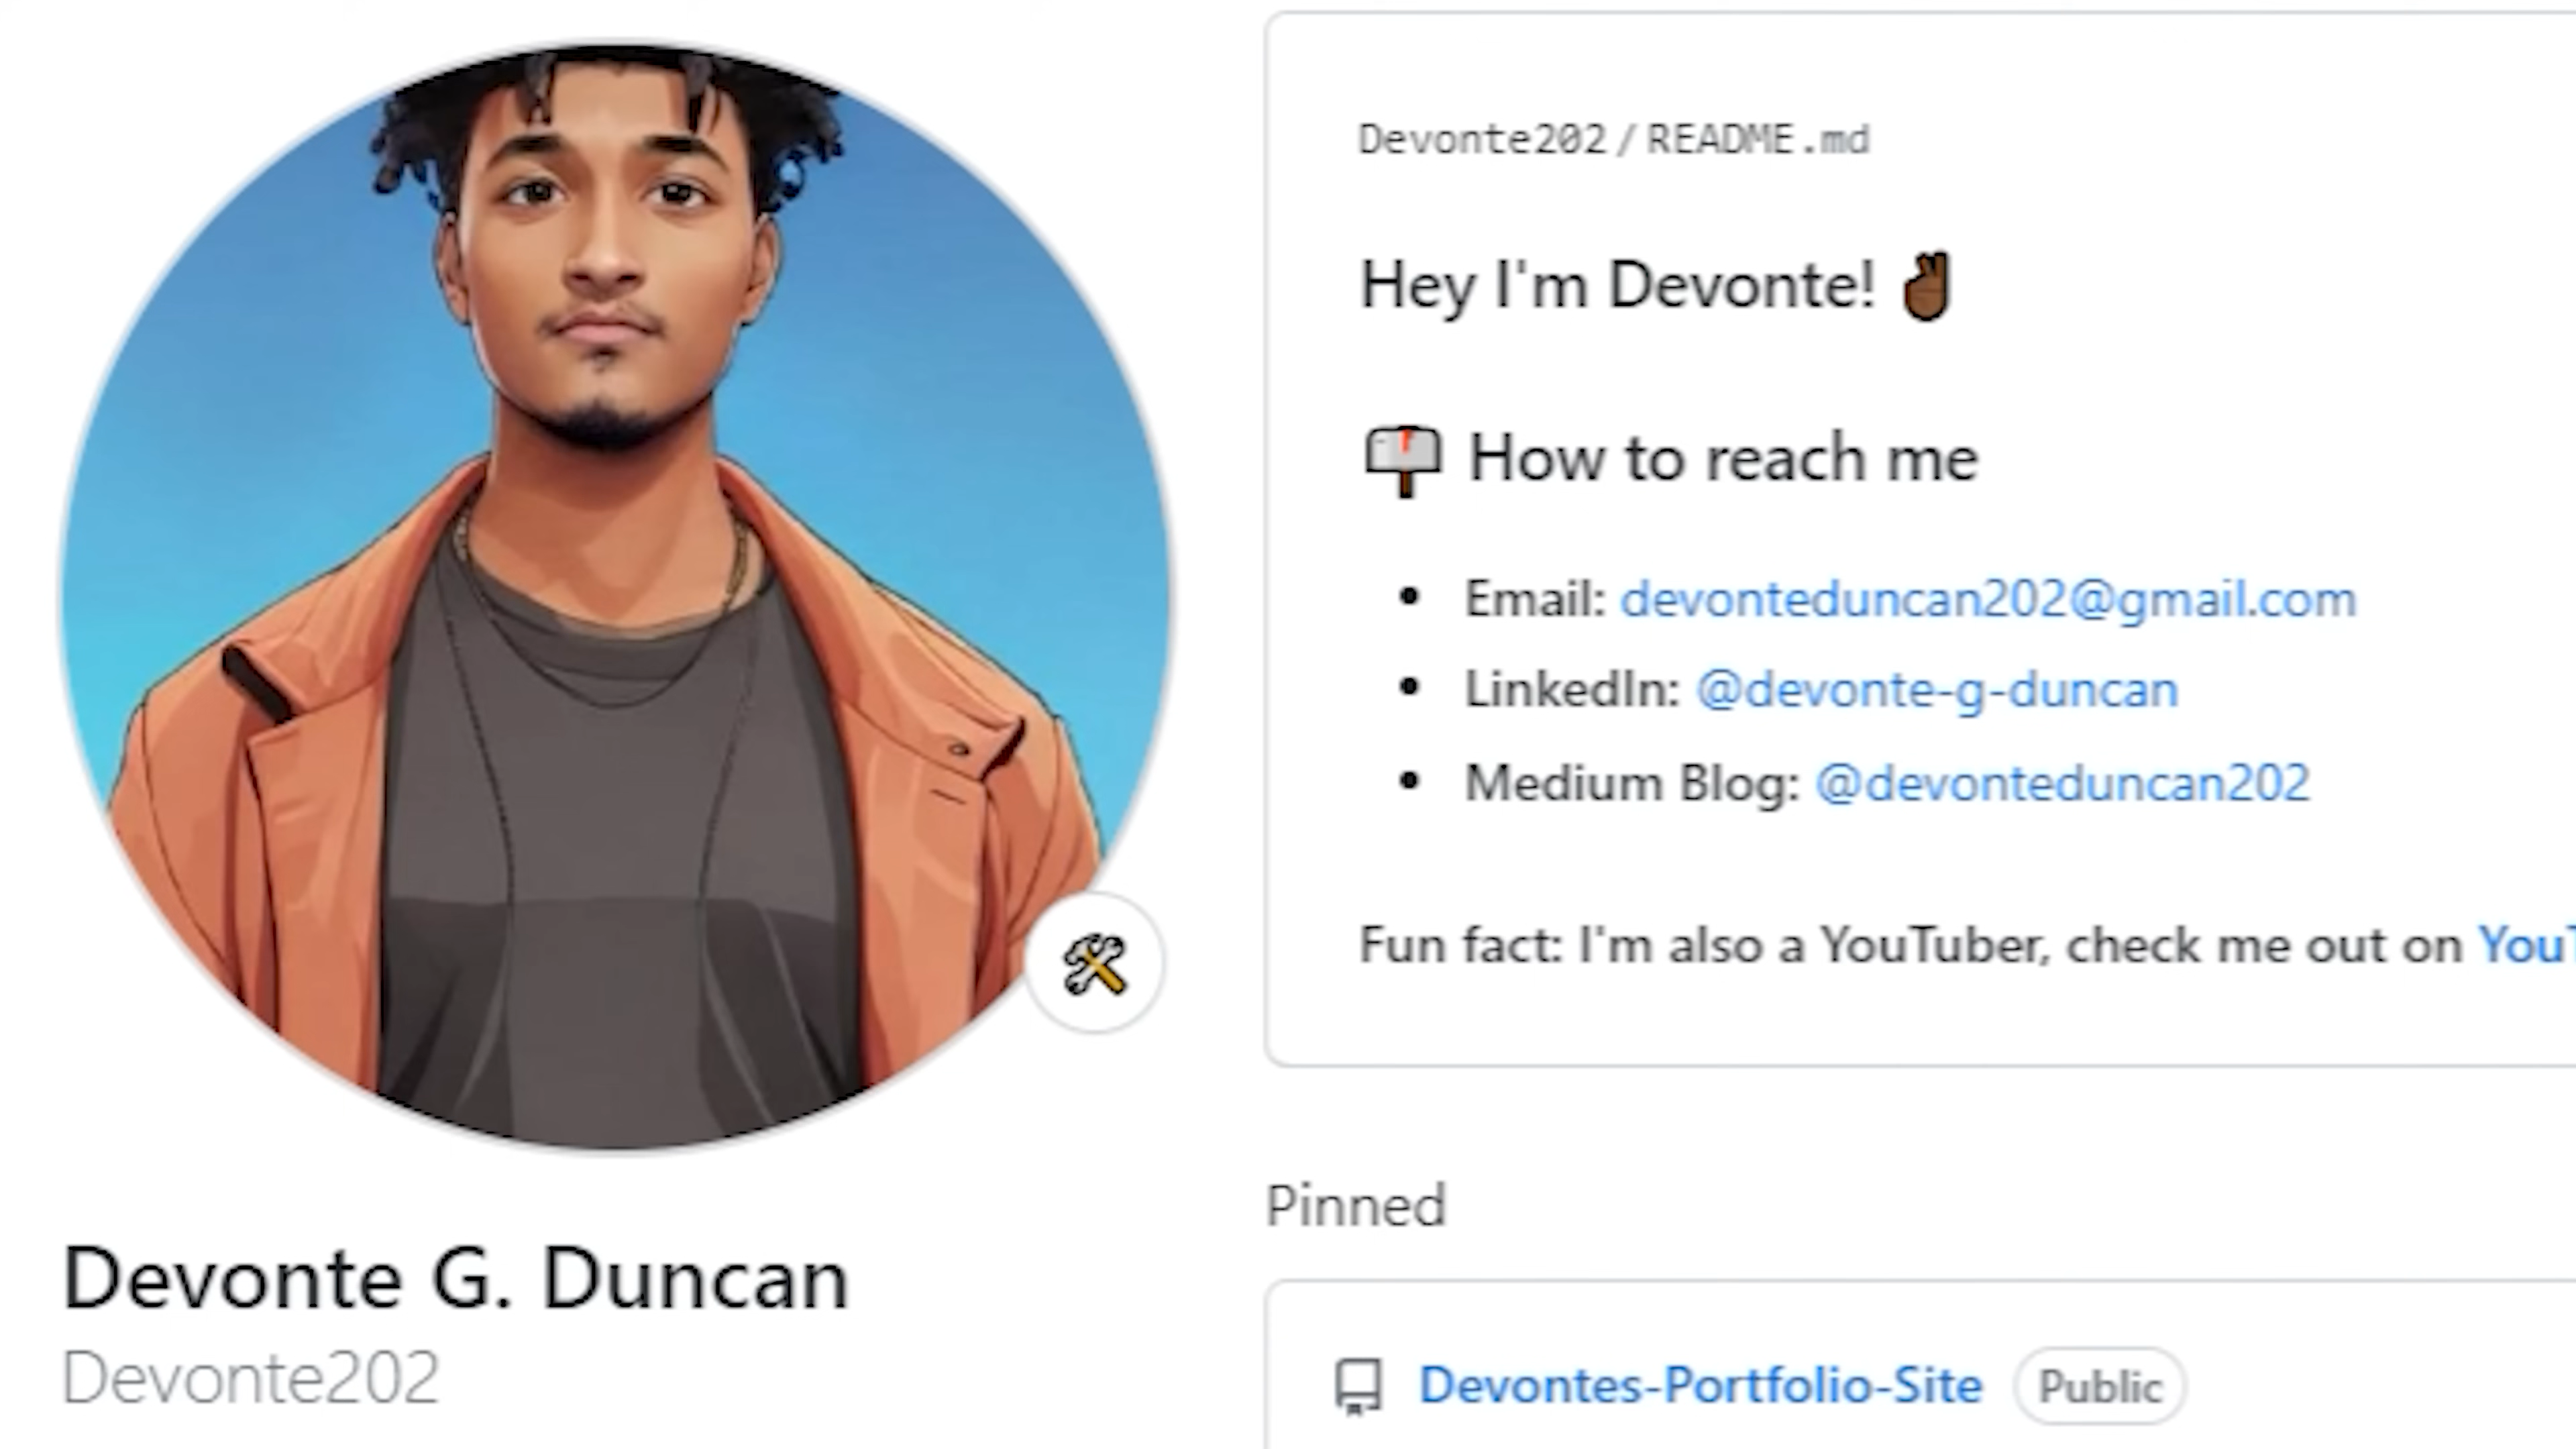 Devonte202/README.md
Hey I'm Devonte!
How to reach me
Email: devonteduncan202@gmail.com
LinkedIn: @devonte-g-duncan
Medium Blog: @devonteduncan202
Fun fact: I'm also a YouTuber, check me out on
Pinned
Devontes-Portfolio-Site Public
Devonte G. Duncan
Devonte202